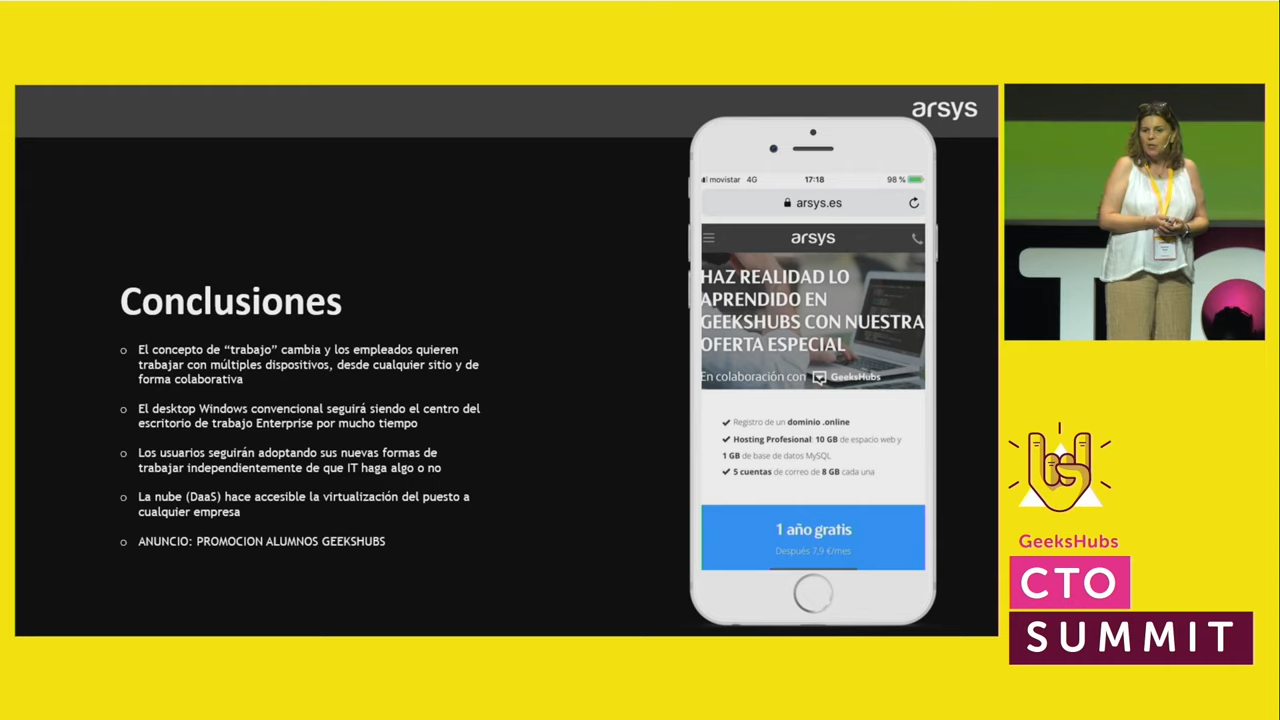 arsys
movistar 4G 17:18 98 %
arsys.es
arsys
HAZ REALIDAD LO
APRENDIDO EN
GEEKSHUBS CON NUESTRA
OFERTA ESPECIAL
En colaboración con GeeksHubs
Registro de un dominio .online
Hosting Profesional: 10 GB de espacio web y
1 GB de base de datos MySQL
5 cuentas de correo de 8 GB cada una
1 año gratis
Después 7,9 €/mes
Conclusiones
o El concepto de “trabajo” cambia y los empleados quieren
trabajar con múltiples dispositivos, desde cualquier sitio y de
forma colaborativa
o El desktop Windows convencional seguirá siendo el centro del
escritorio de trabajo Enterprise por mucho tiempo
o Los usuarios seguirán adoptando sus nuevas formas de
trabajar independientemente de que IT haga algo o no
o La nube (DaaS) hace accesible la virtualización del puesto a
cualquier empresa
o ANUNCIO: PROMOCION ALUMNOS GEEKSHUBS
GeeksHubs
CTO
SUMMIT